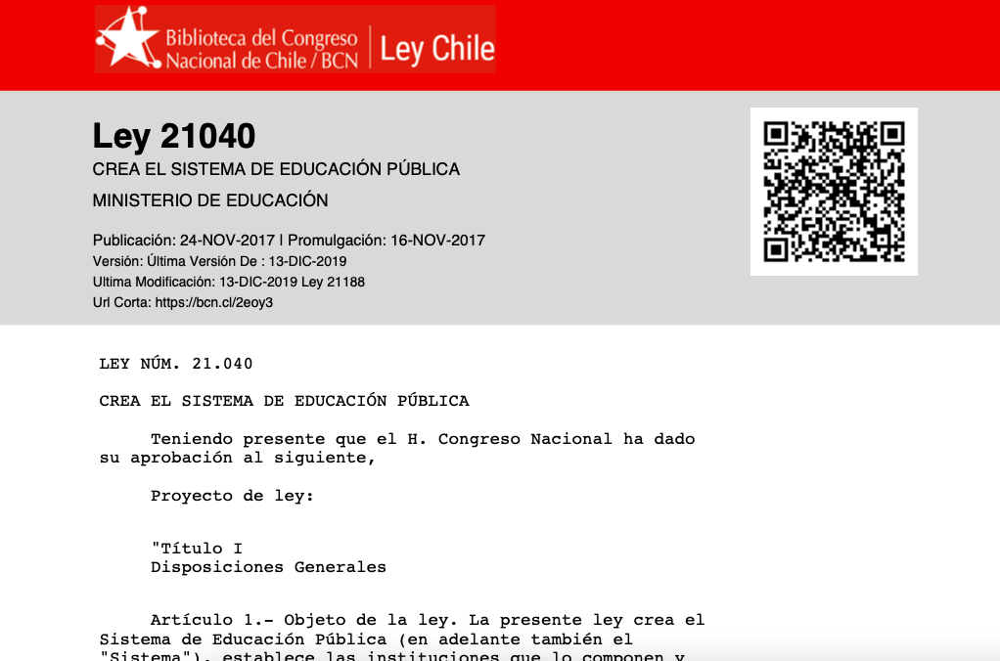 Biblioteca del Congreso
Nacional de Chile / BCN
Ley Chile
Ley 21040
CREA EL SISTEMA DE EDUCACIÓN PÚBLICA
MINISTERIO DE EDUCACIÓN
Publicación: 24-NOV-2017 | Promulgación: 16-NOV-2017
Versión: Última Versión De : 13-DIC-2019
Ultima Modificación: 13-DIC-2019 Ley 21188
Url Corta: https://bcn.cl/2eoy3
LEY NÚM. 21.040
CREA EL SISTEMA DE EDUCACIÓN PÚBLICA
Teniendo presente que el H. Congreso Nacional ha dado
su aprobación al siguiente,
Proyecto de ley:
"Título I
Disposiciones Generales
Artículo 1.- Objeto de la ley. La presente ley crea el
Sistema de Educación Pública (en adelante también el
"Sistema"), establece las instituciones que lo componen y